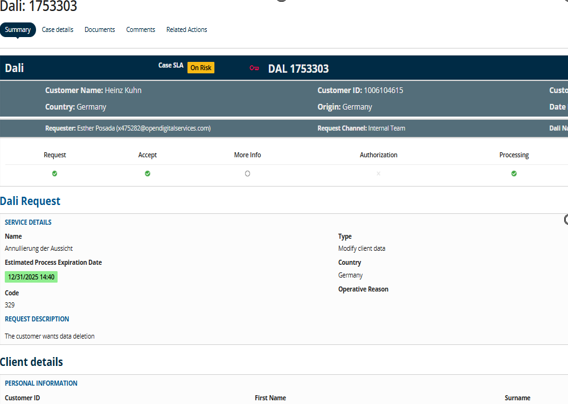 Dali: 1753303
Summary Case details Documents Comments Related Actions
Dali Case SLA On Risk DAL 1753303
Customer Name: Heinz Kuhn Customer ID: 1006104615 Custo
Country: Germany Origin: Germany Date
Requester: Esther Posada (x475282@opendigitalservices.com) Request Channel: Internal Team Dali N
Request Accept More Info Authorization Processing
Dali Request
SERVICE DETAILS
Name Type
Annullierung der Aussicht Modify client data
Estimated Process Expiration Date Country
12/31/2025 14:40 Germany
Code Operative Reason
329
REQUEST DESCRIPTION
The customer wants data deletion
Client details
PERSONAL INFORMATION
Customer ID First Name Surname